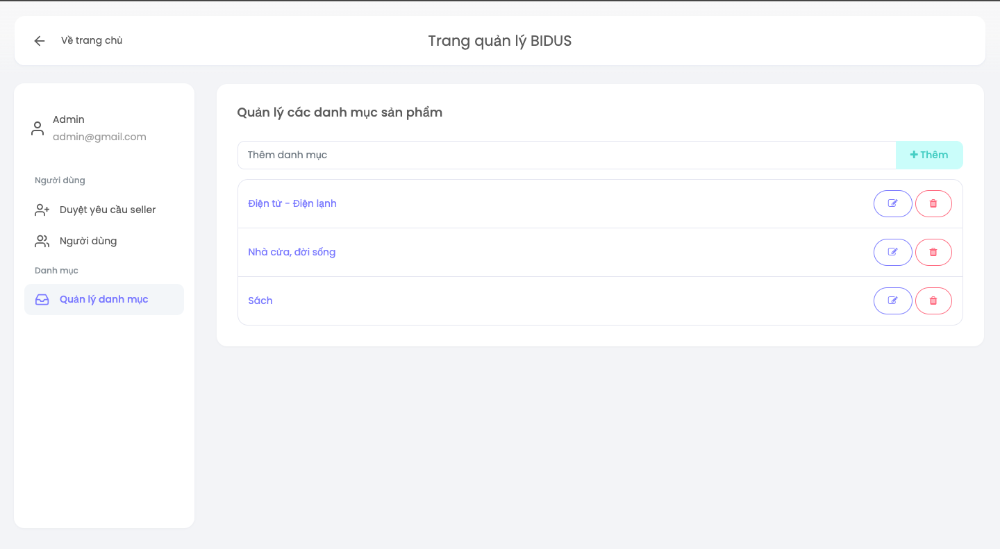 Về trang chủ
Trang quản lý BIDUS
Admin
admin@gmail.com
Người dùng
Duyệt yêu cầu seller
Người dùng
Danh mục
Quản lý danh mục
Quản lý các danh mục sản phẩm
Thêm danh mục
Thêm
Điện tử - Điện lạnh
Nhà cửa, đời sống
Sách